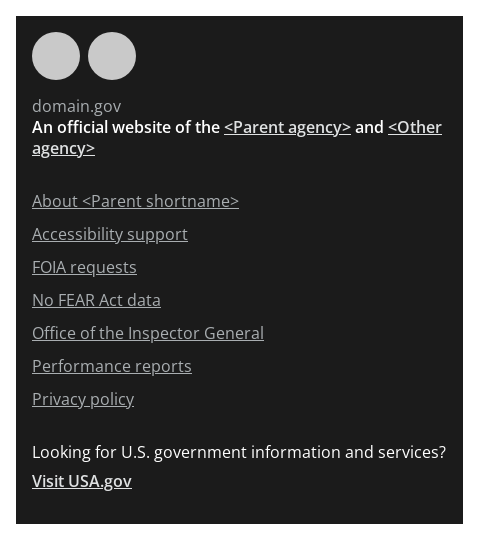 domain.gov
An official website of the <Parent agency> and <Other
agency>
About <Parent shortname>
Accessibility support
FOIA requests
No FEAR Act data
Office of the Inspector General
Performance reports
Privacy policy
Looking for U.S. government information and services?
Visit USA.gov